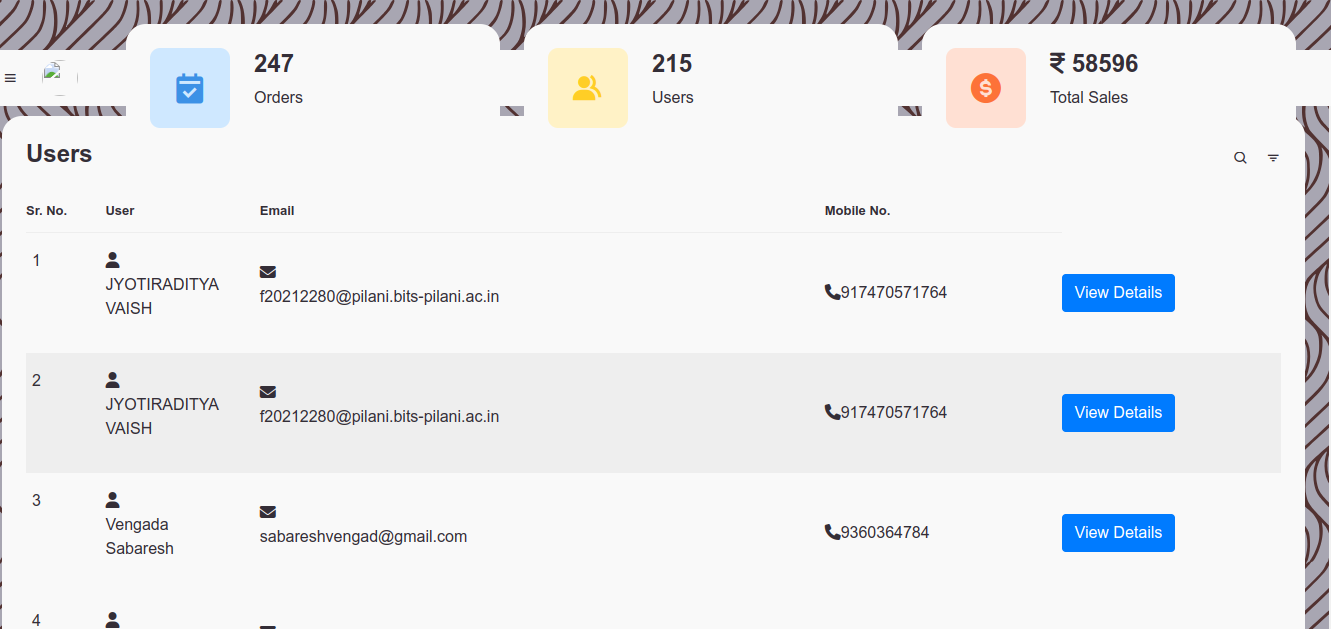 247
Orders
215
Users
₹ 58596
Total Sales
Users
Sr. No. User Email Mobile No.
1
JYOTIRADITYA
VAISH
f20212280@pilani.bits-pilani.ac.in
917470571764
View Details
2
JYOTIRADITYA
VAISH
f20212280@pilani.bits-pilani.ac.in
917470571764
View Details
3
Vengada
Sabaresh
sabareshvengad@gmail.com
9360364784
View Details
4